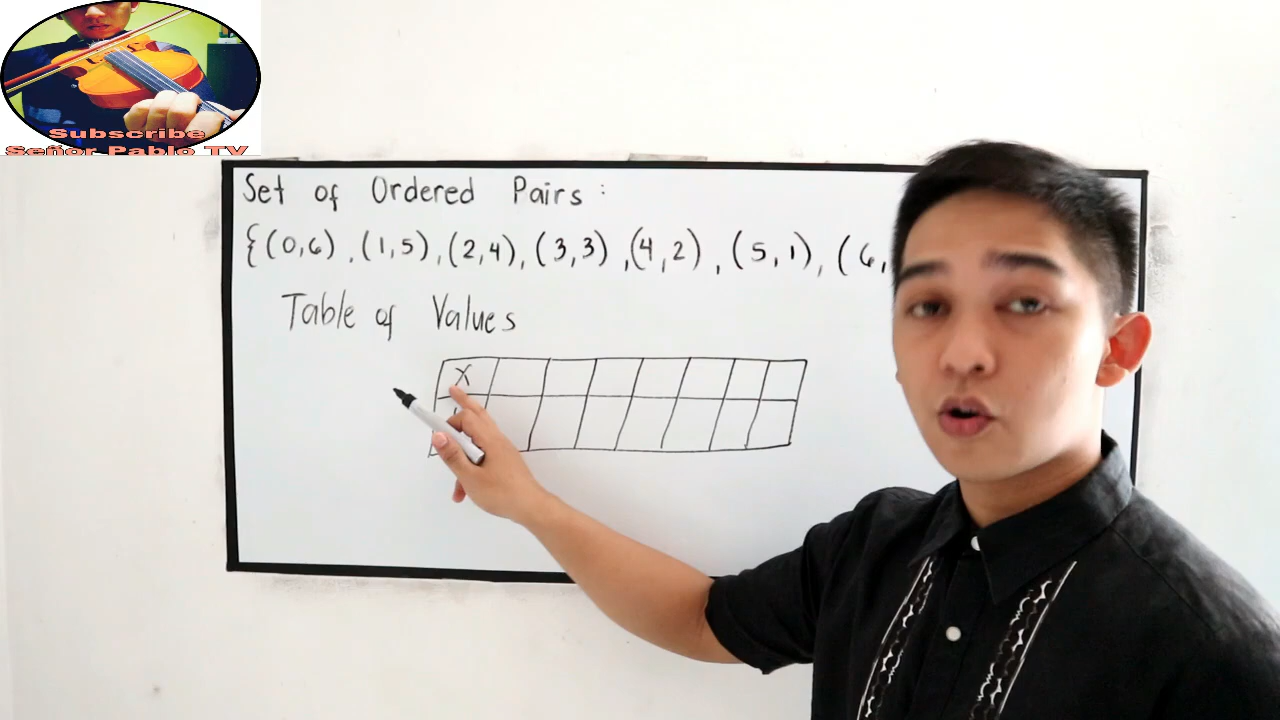 Subscribe
Señor Pablo TV
Set of Ordered Pairs :
{(0,6) ,(1,5) ,(2,4), (3,3) ,(4,2) , (5,1), (6,
Table of Values
X